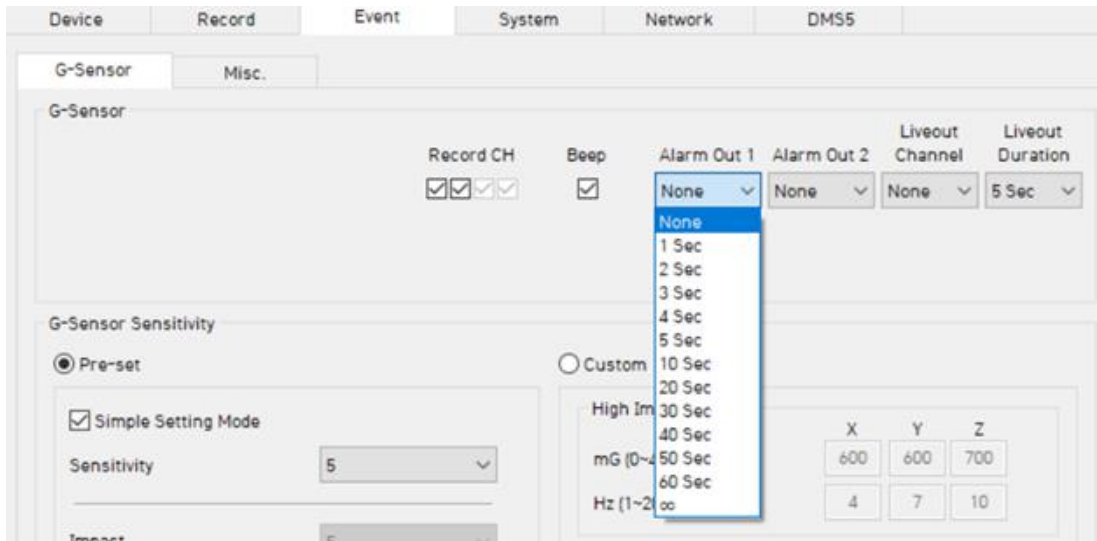 Device Record Event System Network DMS5
G-Sensor Misc.
G-Sensor
Liveout Liveout
Record CH Beep Alarm Out 1 Alarm Out 2 Channel Duration
None None None 5 Sec
None
1 Sec
2 Sec
3 Sec
4 Sec
5 Sec
10 Sec
20 Sec
30 Sec
40 Sec
50 Sec
60 Sec
∞
G-Sensor Sensitivity
Pre-set Custom
Simple Setting Mode
Sensitivity 5
Impact
High Im
X Y Z
mG (0~ 600 600 700
Hz (1~2 4 7 10